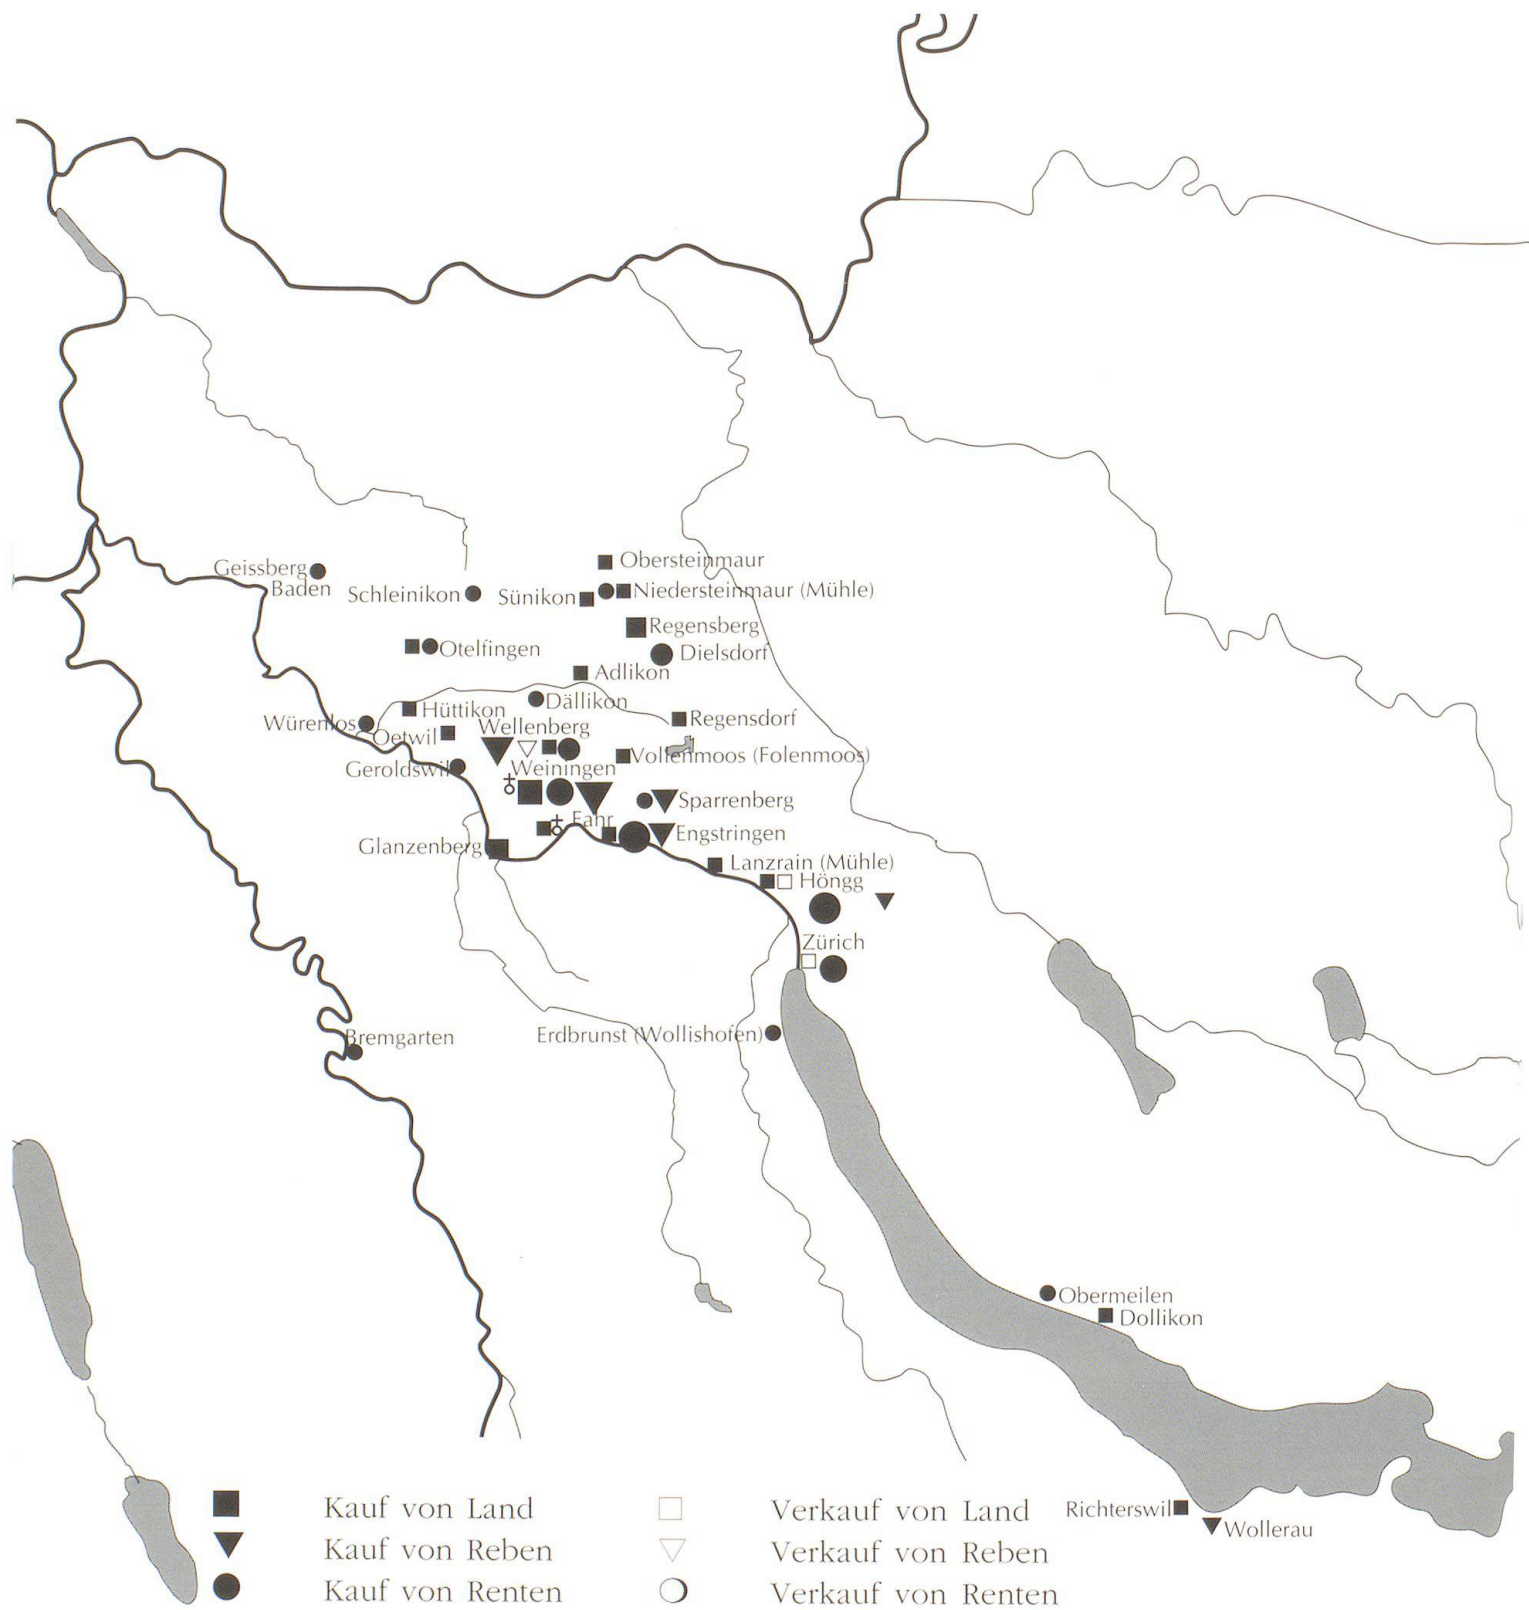 Obersteinmaur
Geissberg
Baden
Schleinikon
Sünikon
Niedersteinmaur (Mühle)
Regensberg
Otelfingen
Dielsdorf
Adlikon
Dällikon
Hüttikon
Regensdorf
Würenlos
Oetwil
Wellenberg
Vollenmoos (Folenmoos)
Geroldswil
Weiningen
Sparrenberg
Fahr
Engstringen
Glanzenberg
Lanzrain (Mühle)
Höngg
Zürich
Erdbrunst (Wollishofen)
Bremgarten
Obermeilen
Dollikon
Richterswil
Wollerau
Kauf von Land
Verkauf von Land
Kauf von Reben
Verkauf von Reben
Kauf von Renten
Verkauf von Renten